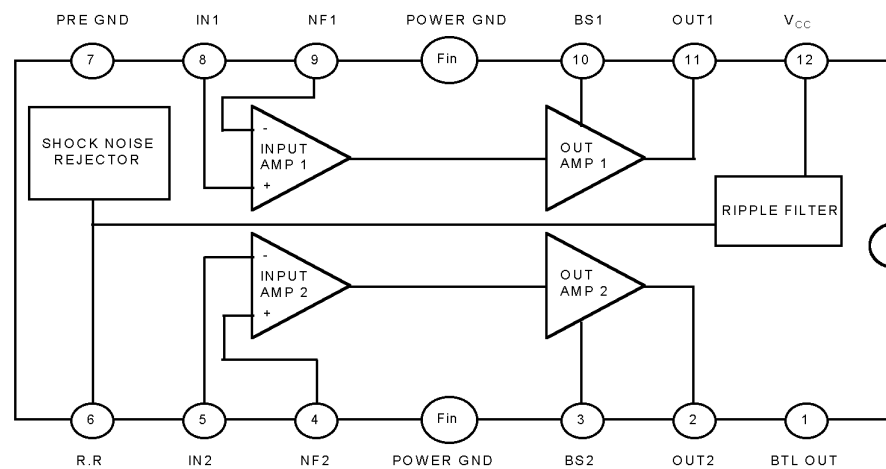 PRE GND IN1 NF1 POWER GND BS1 OUT1 VCC
7 8 9 Fin 10 11 12
SHOCK NOISE
REJECTOR
-
INPUT
AMP 1
+
OUT
AMP 1
RIPPLE FILTER
-
INPUT
AMP 2
+
OUT
AMP 2
6 5 4 Fin 3 2 1
R.R IN2 NF2 POWER GND BS2 OUT2 BTL OUT